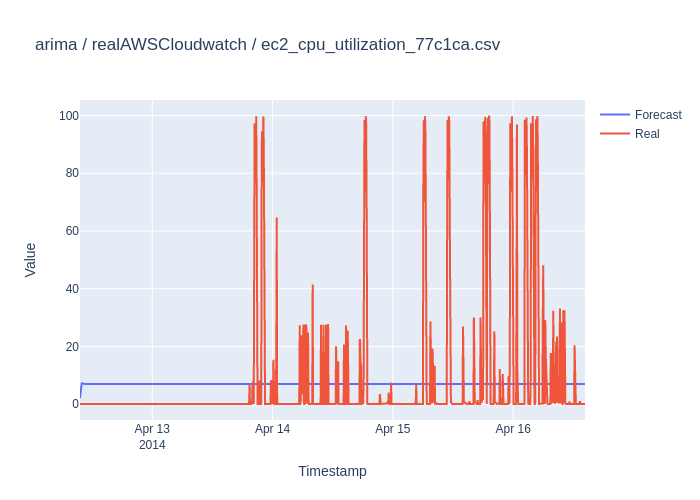 arima / realAWSCloudwatch / ec2_cpu_utilization_77c1ca.csv
Forecast
Real
Value
100
80
60
40
20
0
Apr 13
2014
Apr 14
Apr 15
Apr 16
Timestamp